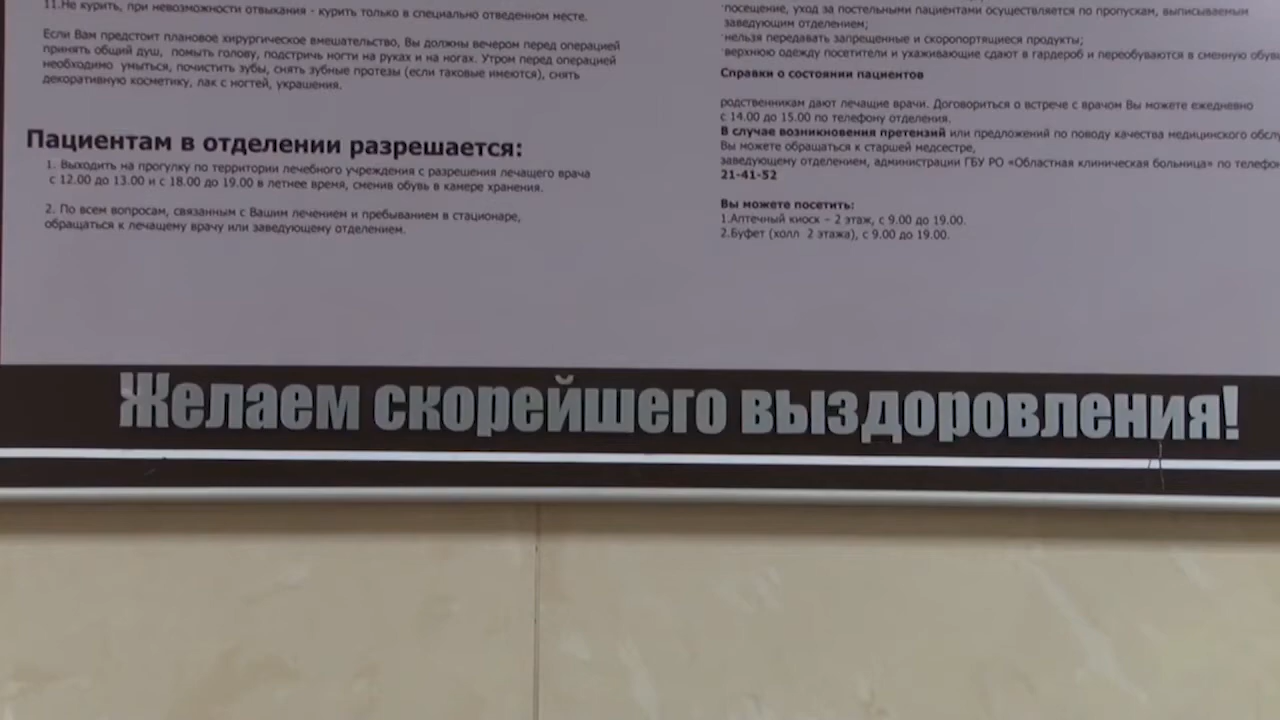 11.Не курить, при невозможности отвыкания - курить только в специально отведенном месте.
Если Вам предстоит плановое хирургическое вмешательство, Вы должны вечером перед операцией
принять общий душ, помыть голову, подстричь ногти на руках и на ногах. Утром перед операцией
необходимо умыться, почистить зубы, снять зубные протезы (если таковые имеются), снять
декоративную косметику, лак с ногтей, украшения.
Пациентам в отделении разрешается:
1. Выходить на прогулку по территории лечебного учреждения с разрешения лечащего врача
с 12.00 до 13.00 и с 18.00 до 19.00 в летнее время, сменив обувь в камере хранения.
2. По всем вопросам, связанным с Вашим лечением и пребыванием в стационаре,
обращаться к лечащему врачу или заведующему отделением.
посещение, уход за постельными пациентами осуществляется по пропускам, выписываемым
заведующим отделением;
нельзя передавать запрещенные и скоропортящиеся продукты;
верхнюю одежду посетители и ухаживающие сдают в гардероб и переобуваются в сменную обувь
Справки о состоянии пациентов
родственникам дают лечащие врачи. Договориться о встрече с врачом Вы можете ежедневно
с 14.00 до 15.00 по телефону отделения.
В случае возникновения претензий или предложений по поводу качества медицинского обслу
Вы можете обращаться к старшей медсестре,
заведующему отделением, администрации ГБУ РО «Областная клиническая больница» по телефон
21-41-52
Вы можете посетить:
1.Аптечный киоск – 2 этаж, с 9.00 до 19.00.
2.Буфет (холл 2 этажа), с 9.00 до 19.00.
Желаем скорейшего выздоровления!